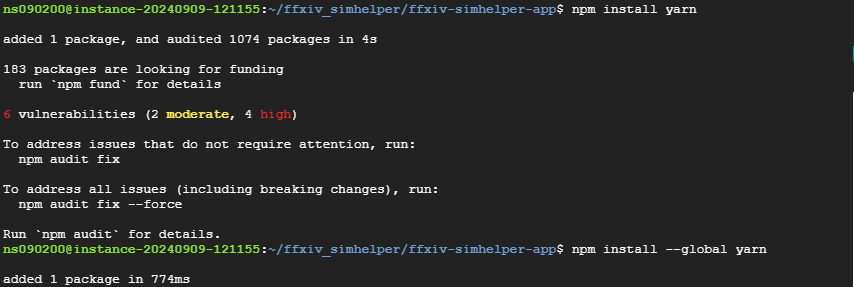 ns090200@instance-20240909-121155:~/ffxiv_simhelper/ffxiv-simhelper-app$ npm install yarn
added 1 package, and audited 1074 packages in 4s
183 packages are looking for funding
  run `npm fund` for details
6 vulnerabilities (2 moderate, 4 high)
To address issues that do not require attention, run:
  npm audit fix
To address all issues (including breaking changes), run:
  npm audit fix --force
Run `npm audit` for details.
ns090200@instance-20240909-121155:~/ffxiv_simhelper/ffxiv-simhelper-app$ npm install --global yarn
added 1 package in 774ms